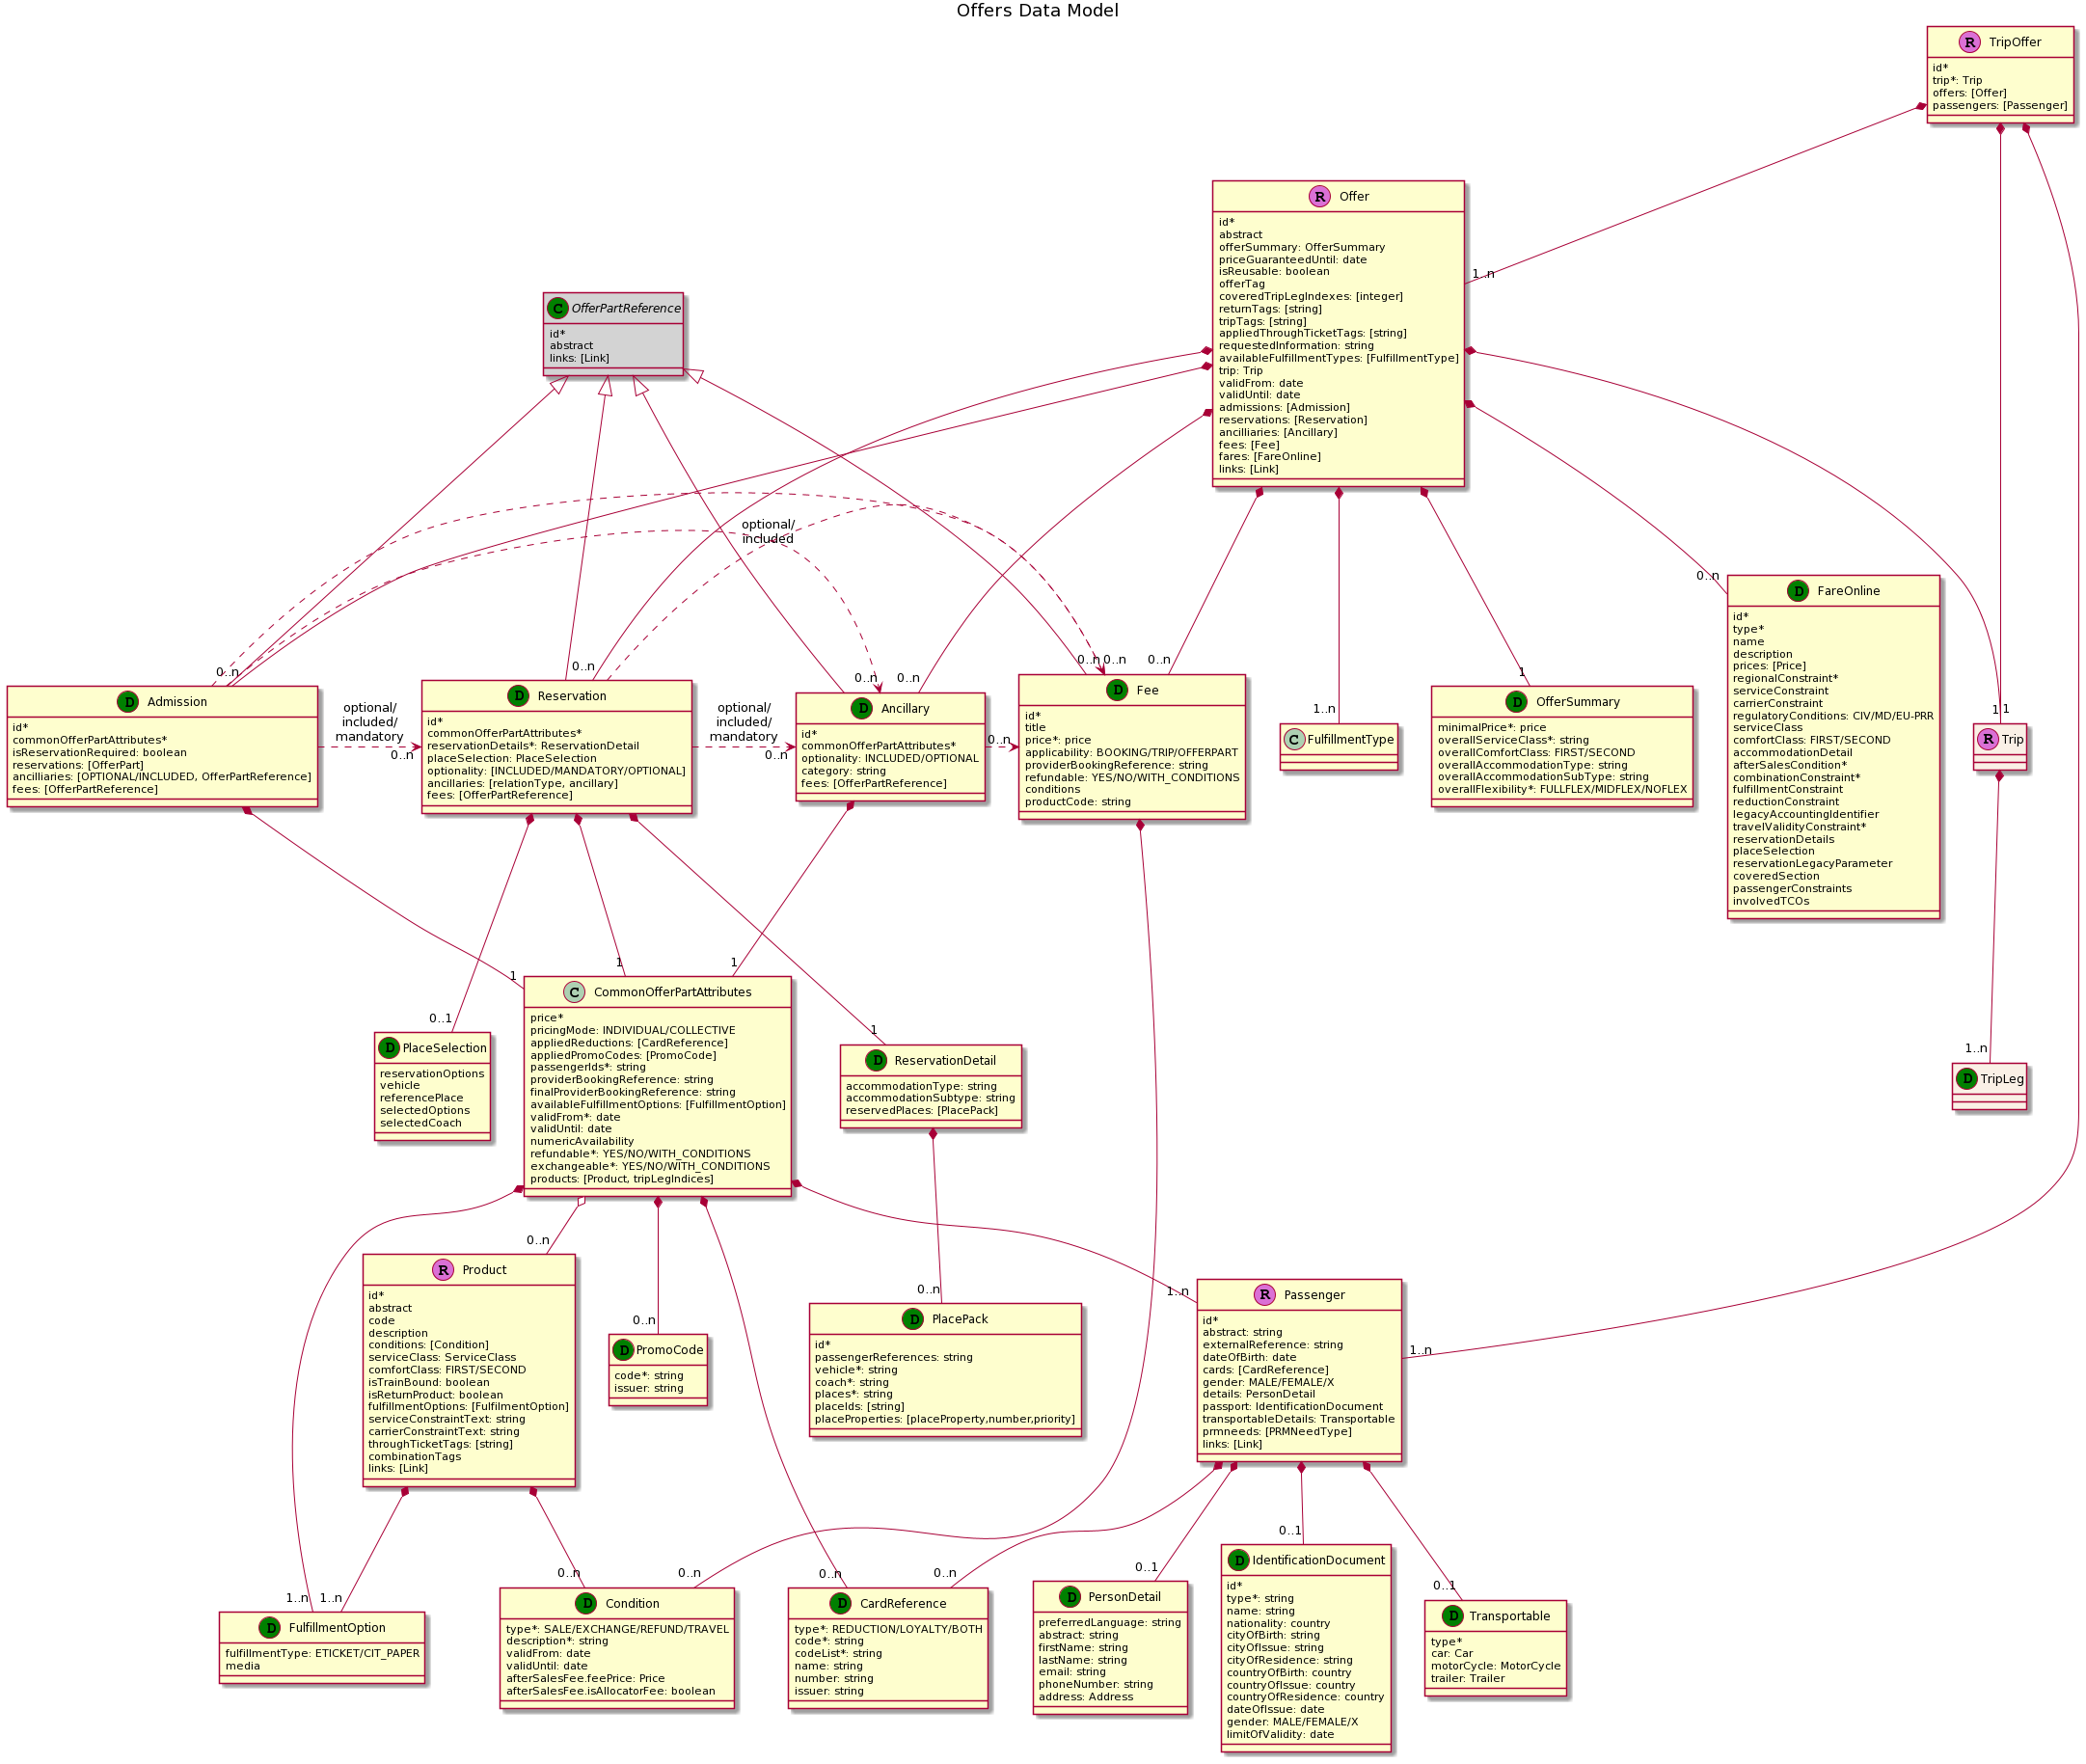 Offers Data Model
R TripOffer
id*
trip*: Trip
offers: [Offer]
passengers: [Passenger]
R Offer
id*
abstract
offerSummary: OfferSummary
priceGuaranteedUntil: date
isReusable: boolean
offerTag
coveredTripLegIndexes: [integer]
returnTags: [string]
tripTags: [string]
appliedThroughTicketTags: [string]
requestedInformation: string
availableFulfillmentTypes: [FulfillmentType]
trip: Trip
validFrom: date
validUntil: date
admissions: [Admission]
reservations: [Reservation]
ancilliaries: [Ancillary]
fees: [Fee]
fares: [FareOnline]
links: [Link]
1..n
C OfferPartReference
id*
abstract
links: [Link]
optional/
included
0..n
D FareOnline
id*
type*
name
description
prices: [Price]
regionalConstraint*
serviceConstraint
carrierConstraint
regulatoryConditions: CIV/MD/EU-PRR
serviceClass
comfortClass: FIRST/SECOND
accommodationDetail
afterSalesCondition*
combinationConstraint*
fulfillmentConstraint
reductionConstraint
legacyAccountingIdentifier
travelValidityConstraint*
reservationDetails
placeSelection
reservationLegacyParameter
coveredSection
passengerConstraints
involvedTCOs
0..n
D Admission
id*
commonOfferPartAttributes*
isReservationRequired: boolean
reservations: [OfferPart]
ancilliaries: [OPTIONAL/INCLUDED, OfferPartReference]
fees: [OfferPartReference]
optional/
included/
mandatory
0..n
0..n
D Reservation
id*
commonOfferPartAttributes*
reservationDetails*: ReservationDetail
placeSelection: PlaceSelection
optionality: [INCLUDED/MANDATORY/OPTIONAL]
ancillaries: [relationType, ancillary]
fees: [OfferPartReference]
optional/
included/
mandatory
0..n
0..n
0..n
D Ancillary
id*
commonOfferPartAttributes*
optionality: INCLUDED/OPTIONAL
category: string
fees: [OfferPartReference]
0..n
0..n
0..n
0..n
D Fee
id*
title
price*: price
applicability: BOOKING/TRIP/OFFERPART
providerBookingReference: string
refundable: YES/NO/WITH_CONDITIONS
conditions
productCode: string
1..n
C FulfillmentType
1
D OfferSummary
minimalPrice*: price
overallServiceClass*: string
overallComfortClass: FIRST/SECOND
overallAccommodationType: string
overallAccommodationSubType: string
overallFlexibility*: FULLFLEX/MIDFLEX/NOFLEX
1
1
R Trip
1..n
D TripLeg
1
1
1
C CommonOfferPartAttributes
price*
pricingMode: INDIVIDUAL/COLLECTIVE
appliedReductions: [CardReference]
appliedPromoCodes: [PromoCode]
passengerIds*: string
providerBookingReference: string
finalProviderBookingReference: string
availableFulfillmentOptions: [FulfillmentOption]
validFrom*: date
validUntil: date
numericAvailability
refundable*: YES/NO/WITH_CONDITIONS
exchangeable*: YES/NO/WITH_CONDITIONS
products: [Product, tripLegIndices]
0..1
D PlaceSelection
reservationOptions
vehicle
referencePlace
selectedOptions
selectedCoach
1
D ReservationDetail
accommodationType: string
accommodationSubtype: string
reservedPlaces: [PlacePack]
0..n
R Product
id*
abstract
code
description
conditions: [Condition]
serviceClass: ServiceClass
comfortClass: FIRST/SECOND
isTrainBound: boolean
isReturnProduct: boolean
fulfillmentOptions: [FulfilmentOption]
serviceConstraintText: string
carrierConstraintText: string
throughTicketTags: [string]
combinationTags
links: [Link]
0..n
D PromoCode
code*: string
issuer: string
0..n
D PlacePack
id*
passengerReferences: string
vehicle*: string
coach*: string
places*: string
placeIds: [string]
placeProperties: [placeProperty,number,priority]
1..n
1..n
R Passenger
id*
abstract: string
externalReference: string
dateOfBirth: date
cards: [CardReference]
gender: MALE/FEMALE/X
details: PersonDetail
passport: IdentificationDocument
transportableDetails: Transportable
prmneeds: [PRMNeedType]
links: [Link]
1..n
1..n
D FulfillmentOption
fulfillmentType: ETICKET/CIT_PAPER
media
0..n
0..n
D Condition
type*: SALE/EXCHANGE/REFUND/TRAVEL
description*: string
validFrom: date
validUntil: date
afterSalesFee.feePrice: Price
afterSalesFee.isAllocatorFee: boolean
0..n
0..n
D CardReference
type*: REDUCTION/LOYALTY/BOTH
code*: string
codeList*: string
name: string
number: string
issuer: string
0..1
D PersonDetail
preferredLanguage: string
abstract: string
firstName: string
lastName: string
email: string
phoneNumber: string
address: Address
0..1
D IdentificationDocument
id*
type*: string
name: string
nationality: country
cityOfBirth: string
cityOfIssue: string
cityOfResidence: string
countryOfBirth: country
countryOfIssue: country
countryOfResidence: country
dateOfIssue: date
gender: MALE/FEMALE/X
limitOfValidity: date
0..1
D Transportable
type*
car: Car
motorCycle: MotorCycle
trailer: Trailer